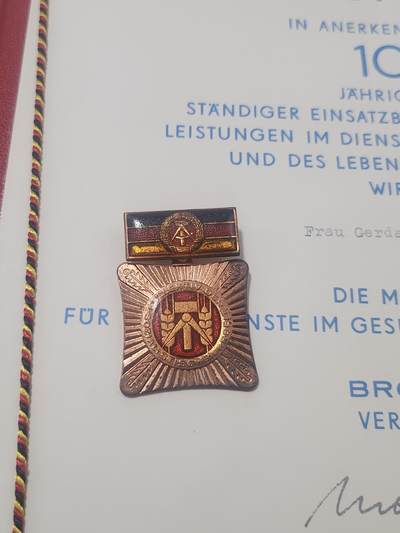 IN ANERKEN
10
JÄHRIG
STÄNDIGER EINSATZB
LEISTUNGEN IM DIENS
UND DES LEBEN
WIR
Frau Gerda
DIE M
FÜR NSTE IM GES
BRO
VER